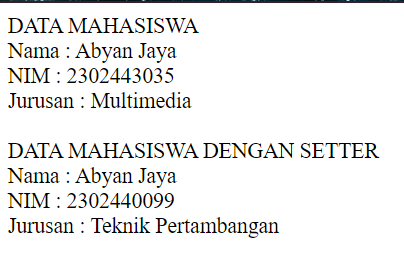 DATA MAHASISWA
Nama : Abyan Jaya
NIM : 2302443035
Jurusan : Multimedia
DATA MAHASISWA DENGAN SETTER
Nama : Abyan Jaya
NIM : 2302440099
Jurusan : Teknik Pertambangan